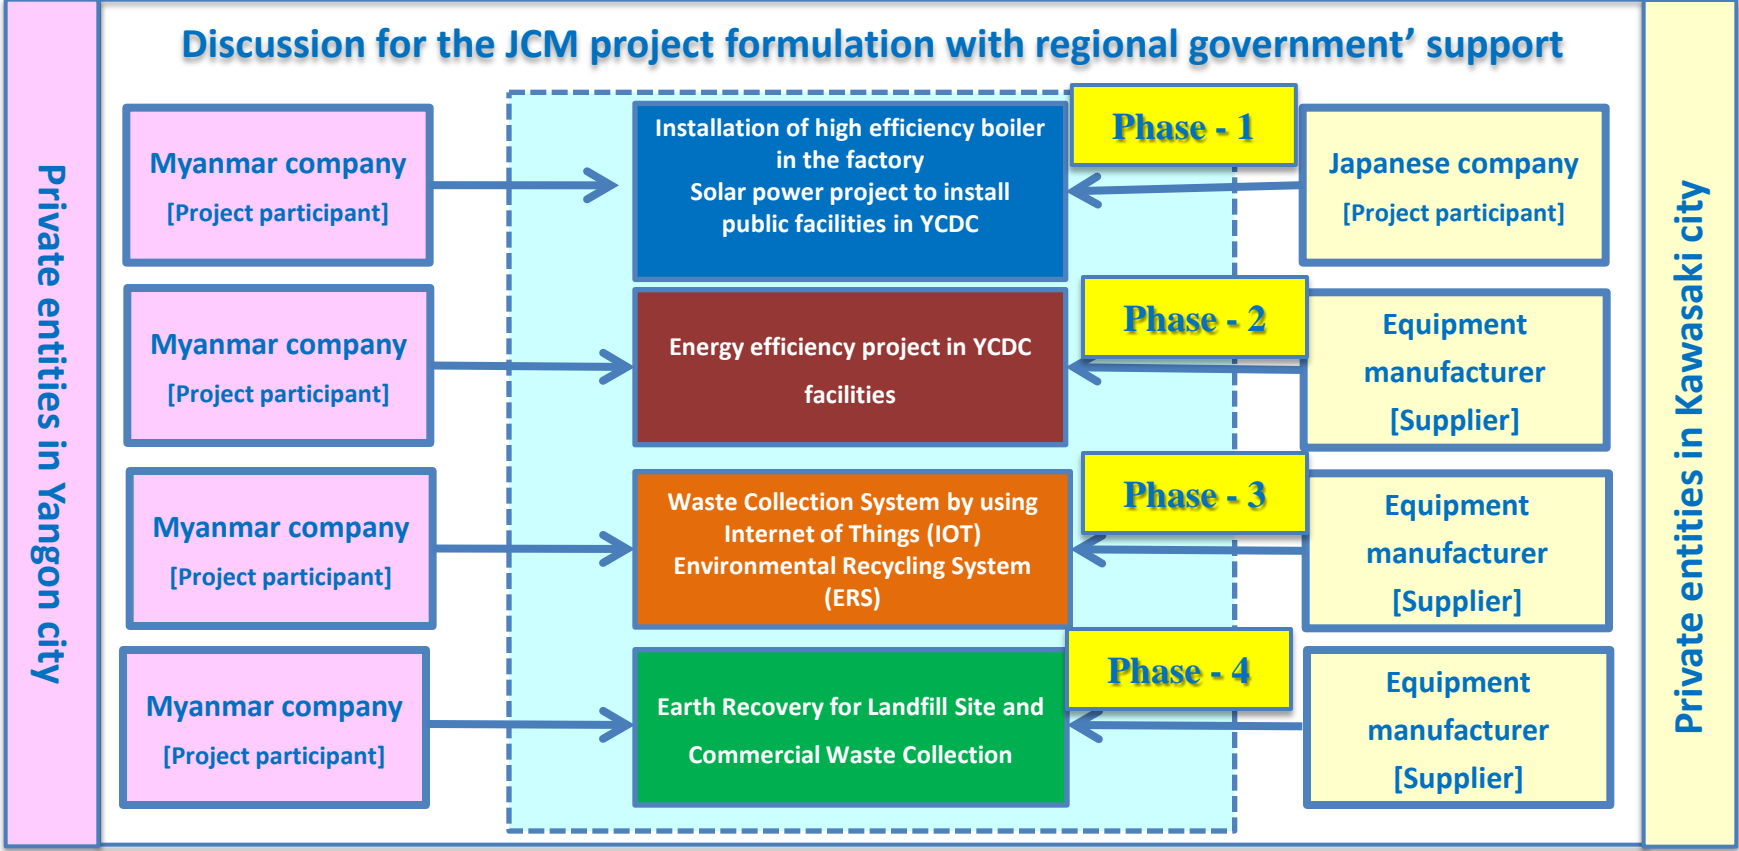 Discussion for the JCM project formulation with regional government’ support
Private entities in Yangon city
Myanmar company
[Project participant]
Installation of high efficiency boiler
in the factory
Solar power project to install
public facilities in YCDC
Phase - 1
Japanese company
[Project participant]
Myanmar company
[Project participant]
Energy efficiency project in YCDC
facilities
Phase - 2
Equipment
manufacturer
[Supplier]
Myanmar company
[Project participant]
Waste Collection System by using
Internet of Things (IOT)
Environmental Recycling System
(ERS)
Phase - 3
Equipment
manufacturer
[Supplier]
Myanmar company
[Project participant]
Earth Recovery for Landfill Site and
Commercial Waste Collection
Phase - 4
Equipment
manufacturer
[Supplier]
Private entities in Kawasaki city